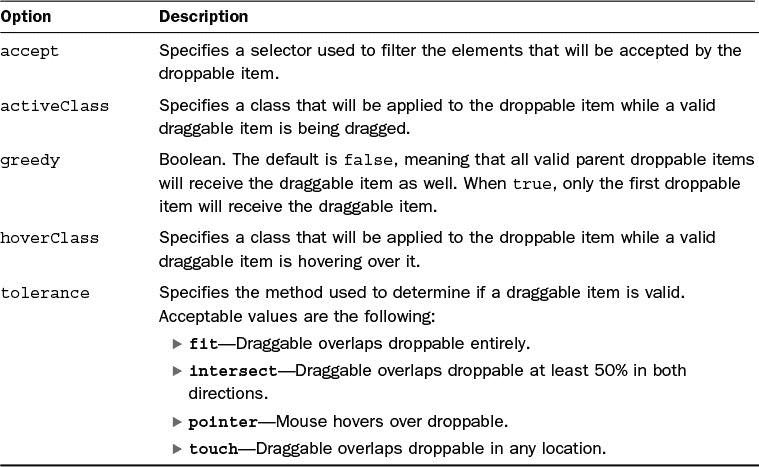 Option Description
accept Specifies a selector used to filter the elements that will be accepted by the
droppable item.
activeClass Specifies a class that will be applied to the droppable item while a valid
draggable item is being dragged.
greedy Boolean. The default is false, meaning that all valid parent droppable items
will receive the draggable item as well. When true, only the first droppable
item will receive the draggable item.
hoverClass Specifies a class that will be applied to the droppable item while a valid
draggable item is hovering over it.
tolerance Specifies the method used to determine if a draggable item is valid.
Acceptable values are the following:
▶ fit—Draggable overlaps droppable entirely.
▶ intersect—Draggable overlaps droppable at least 50% in both
directions.
▶ pointer—Mouse hovers over droppable.
▶ touch—Draggable overlaps droppable in any location.